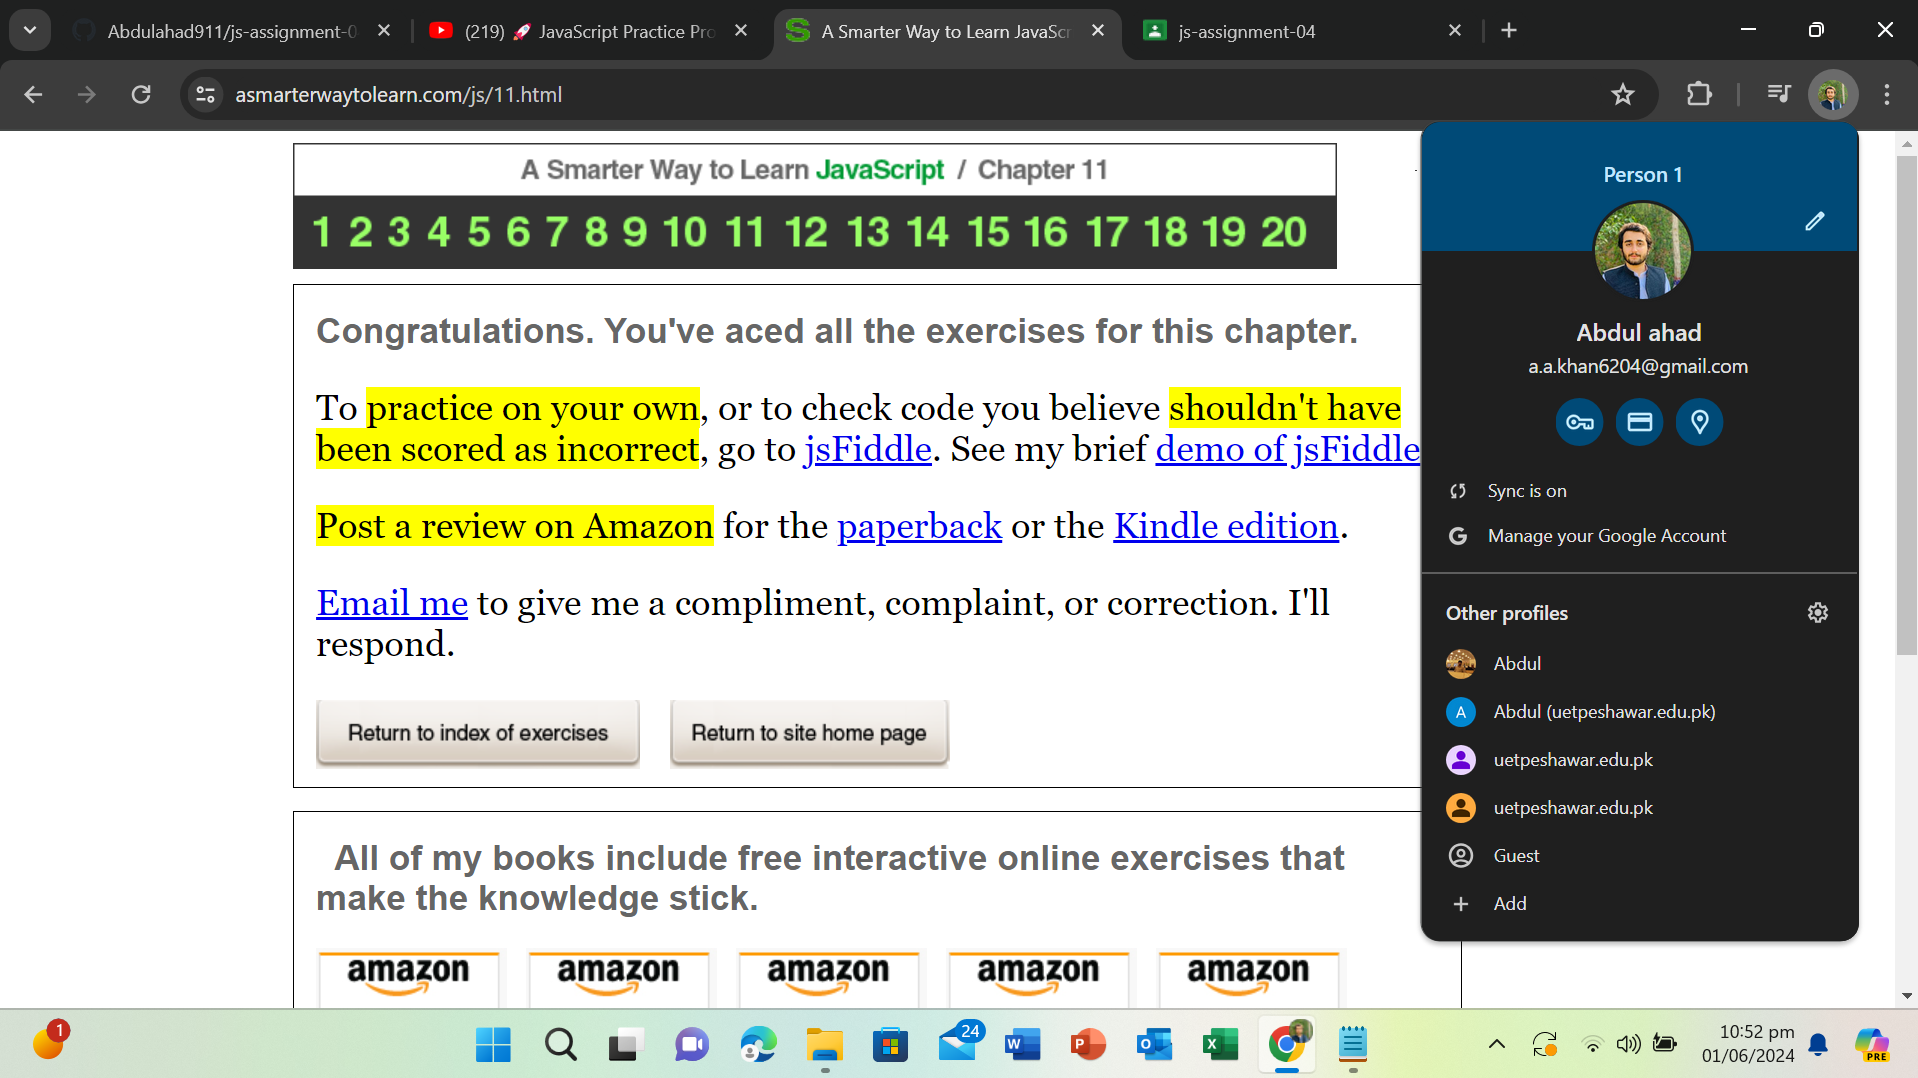 Abdulahad911/js-assignment-0
(219) 🚀 JavaScript Practice Pro
A Smarter Way to Learn JavaScr
js-assignment-04
asmarterwaytolearn.com/js/11.html
A Smarter Way to Learn JavaScript / Chapter 11
1 2 3 4 5 6 7 8 9 10 11 12 13 14 15 16 17 18 19 20
Congratulations. You've aced all the exercises for this chapter.
To practice on your own, or to check code you believe shouldn't have
been scored as incorrect, go to jsFiddle. See my brief demo of jsFiddle
Post a review on Amazon for the paperback or the Kindle edition.
Email me to give me a compliment, complaint, or correction. I'll
respond.
Return to index of exercises
Return to site home page
All of my books include free interactive online exercises that
make the knowledge stick.
amazon amazon amazon amazon amazon
Person 1
Abdul ahad
a.a.khan6204@gmail.com
Sync is on
Manage your Google Account
Other profiles
Abdul
A Abdul (uetpeshawar.edu.pk)
uetpeshawar.edu.pk
uetpeshawar.edu.pk
Guest
Add
1
24
10:52 pm
01/06/2024
PRE